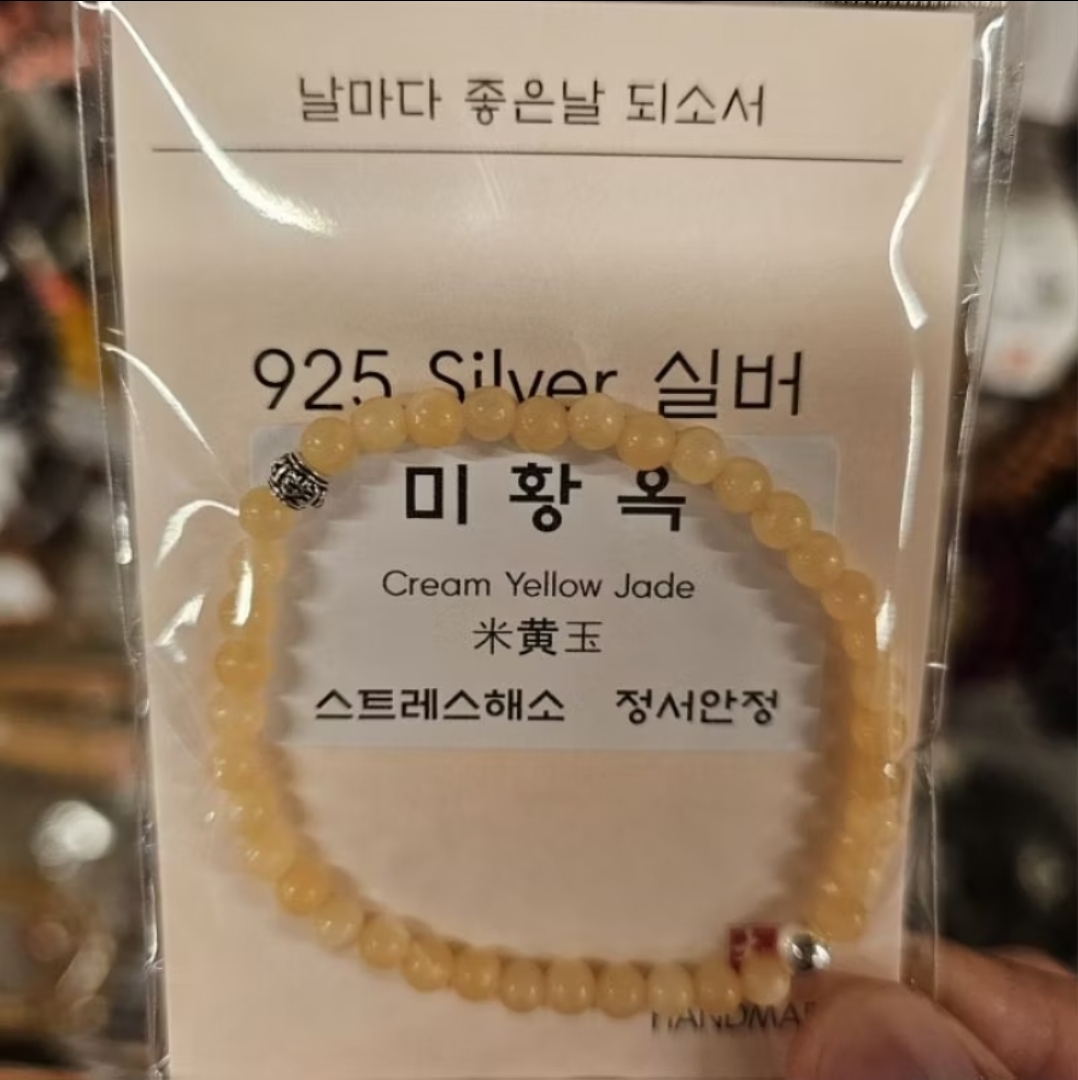 날마다 좋은날 되소서
925 Silver 실버
미 황 옥
Cream Yellow Jade
米黄玉
스트레스해소 정서안정